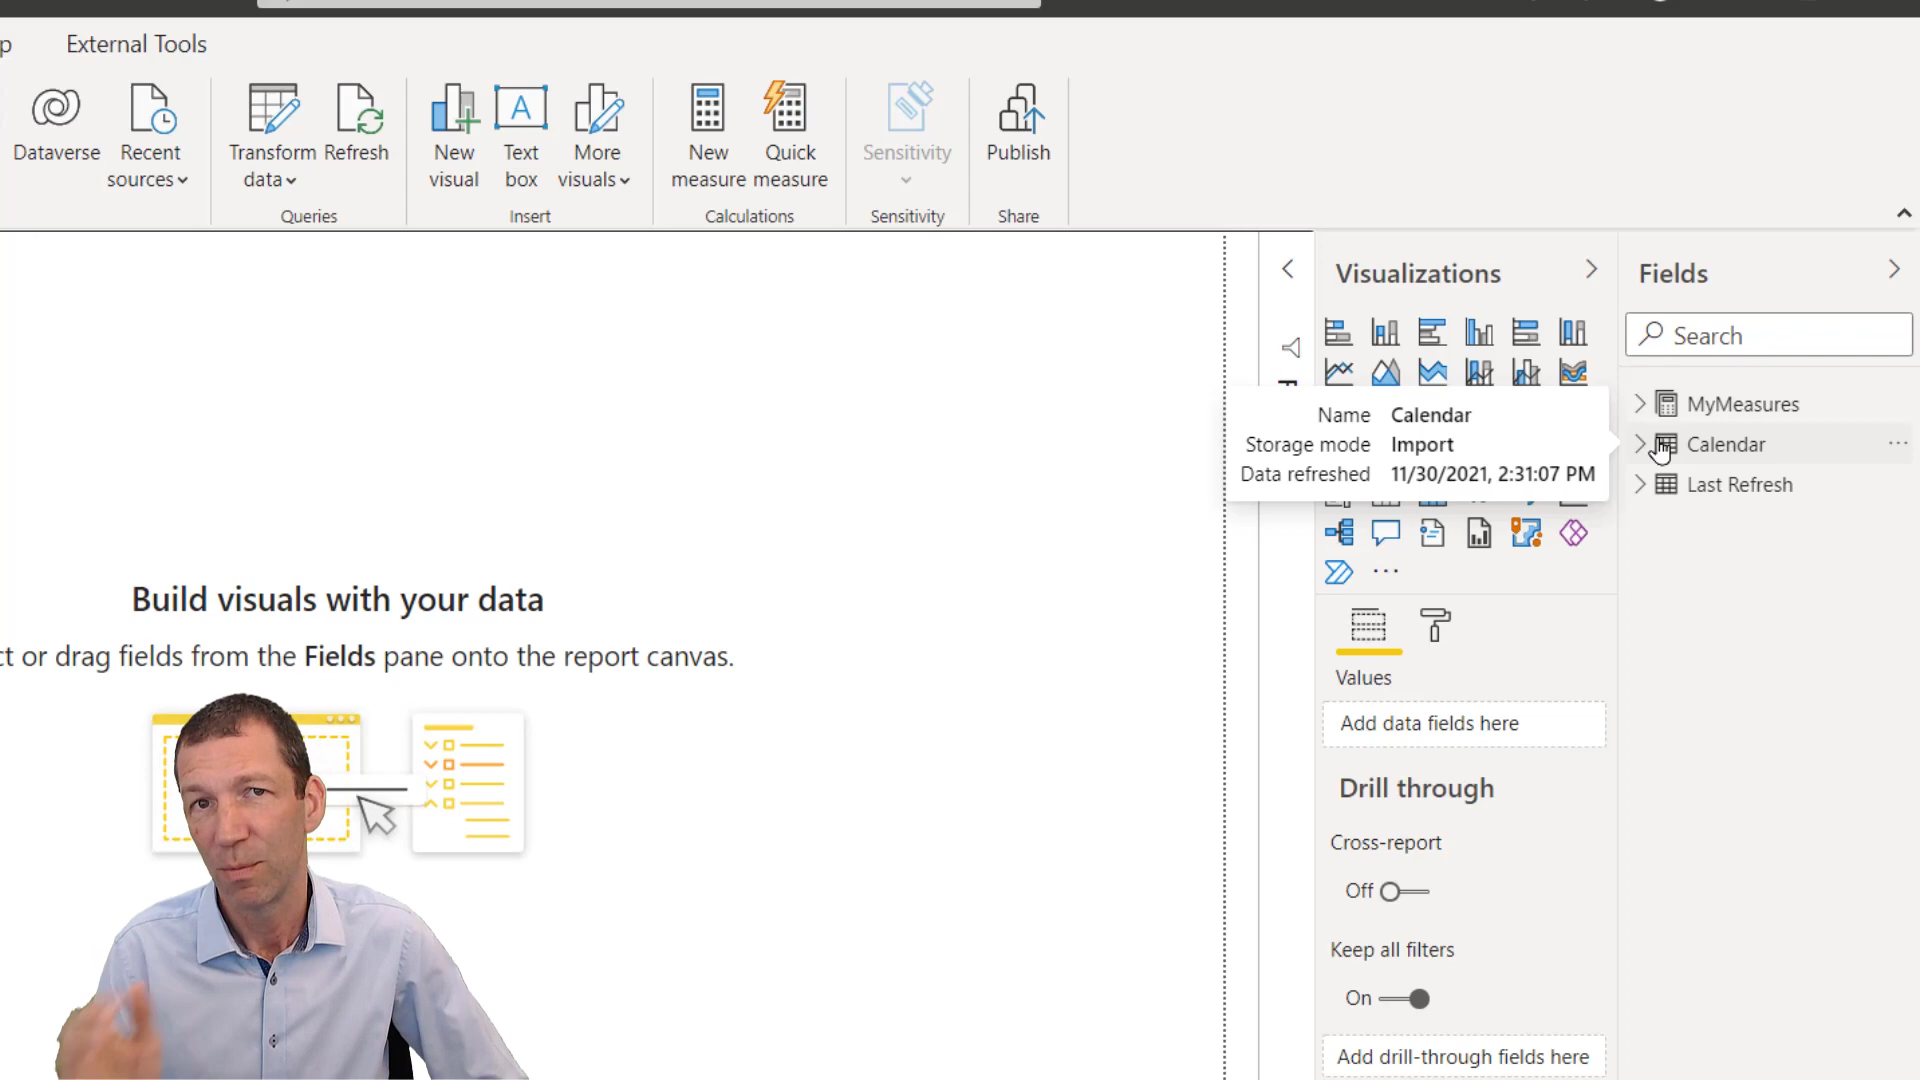 p
External Tools
Dataverse
Recent
sources
Transform
data
Refresh
Queries
New
visual
Text
box
More
visuals
Insert
New
measure
Quick
measure
Calculations
Sensitivity
Sensitivity
Publish
Share
Visualizations
Fields
Search
MyMeasures
Calendar
Last Refresh
Name Calendar
Storage mode Import
Data refreshed 11/30/2021, 2:31:07 PM
Build visuals with your data
ct or drag fields from the Fields pane onto the report canvas.
Values
Add data fields here
Drill through
Cross-report
Off
Keep all filters
On
Add drill-through fields here